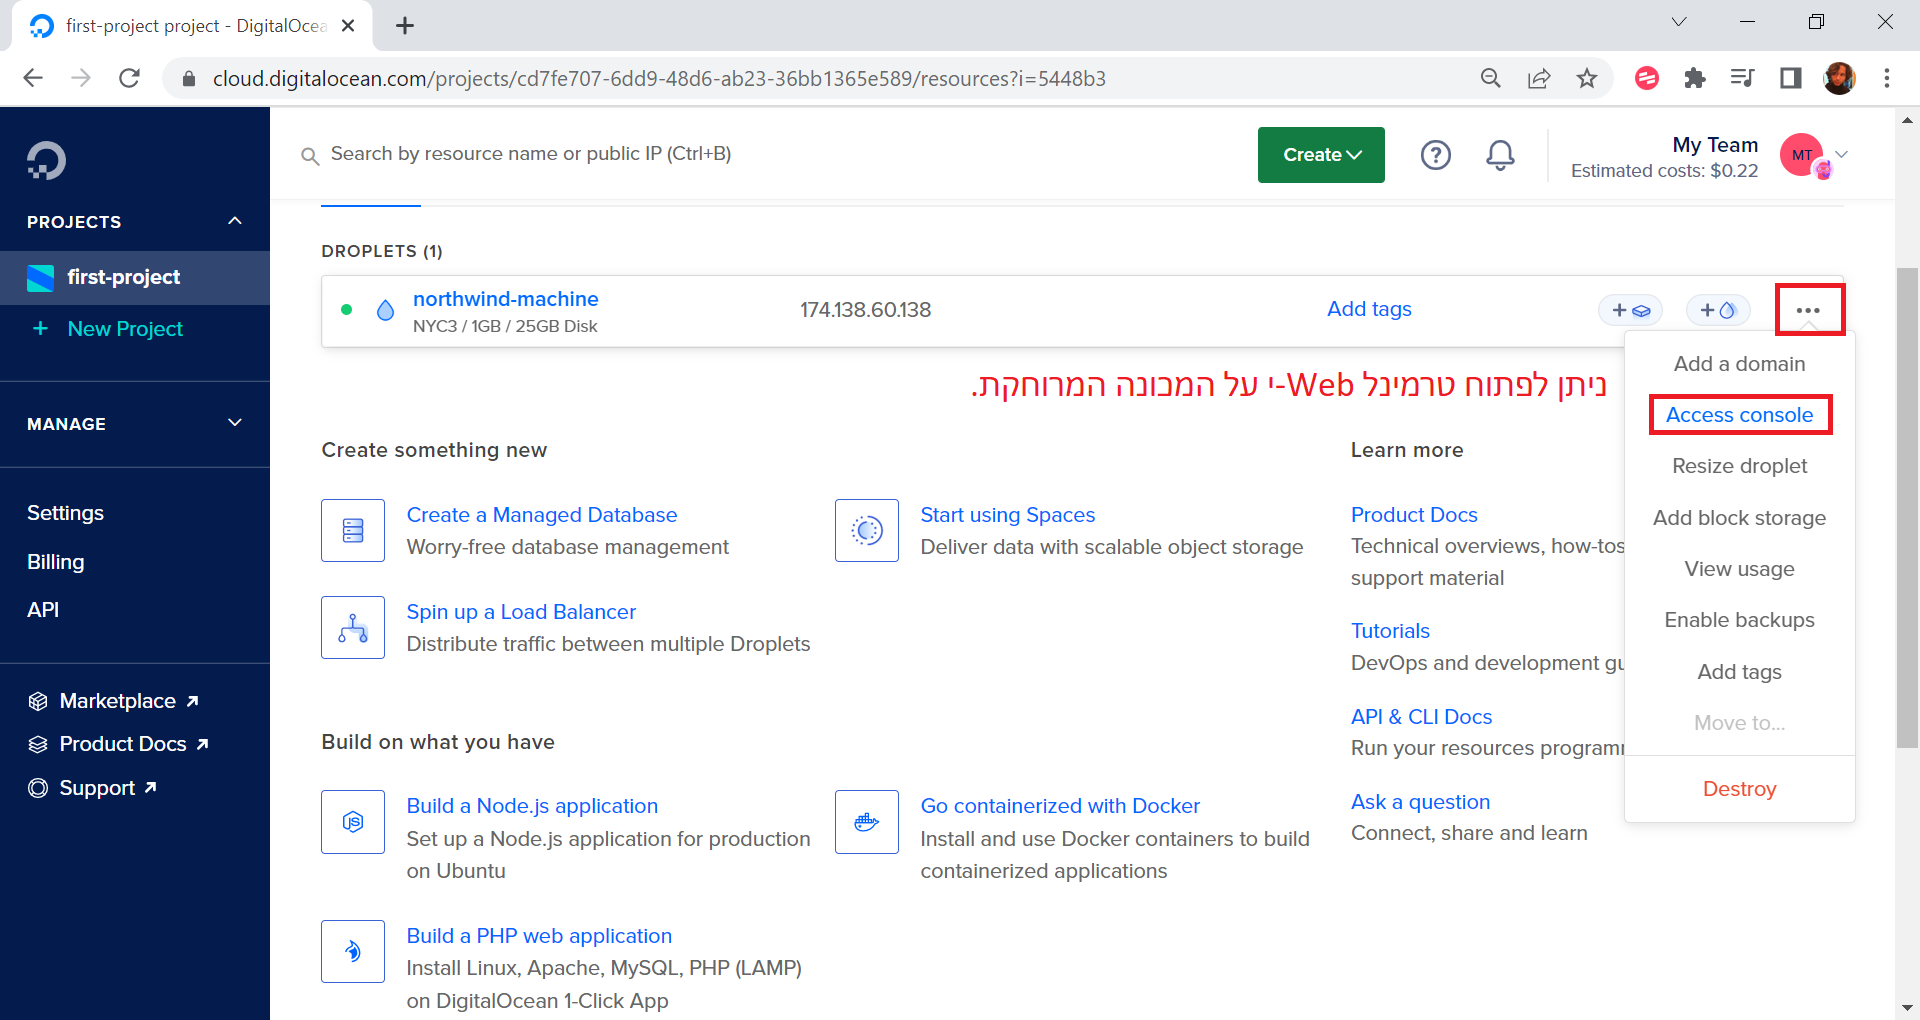 first-project project - DigitalOcea
cloud.digitalocean.com/projects/cd7fe707-6dd9-48d6-ab23-36bb1365e589/resources?i=5448b3
Search by resource name or public IP (Ctrl+B)
Create
My Team
Estimated costs: $0.22
MT
PROJECTS
first-project
+ New Project
MANAGE
Settings
Billing
API
Marketplace
Product Docs
Support
DROPLETS (1)
northwind-machine
NYC3 / 1GB / 25GB Disk
174.138.60.138
Add tags
ניתן לפתוח טרמינל Web-י על המכונה המרוחקת.
Add a domain
Access console
Resize droplet
Add block storage
View usage
Enable backups
Add tags
Move to...
Destroy
Create something new
Create a Managed Database
Worry-free database management
Start using Spaces
Deliver data with scalable object storage
Spin up a Load Balancer
Distribute traffic between multiple Droplets
Build on what you have
Build a Node.js application
Set up a Node.js application for production
on Ubuntu
Go containerized with Docker
Install and use Docker containers to build
containerized applications
Build a PHP web application
Install Linux, Apache, MySQL, PHP (LAMP)
on DigitalOcean 1-Click App
Learn more
Product Docs
Technical overviews, how-tos
support material
Tutorials
DevOps and development gu
API & CLI Docs
Run your resources program
Ask a question
Connect, share and learn